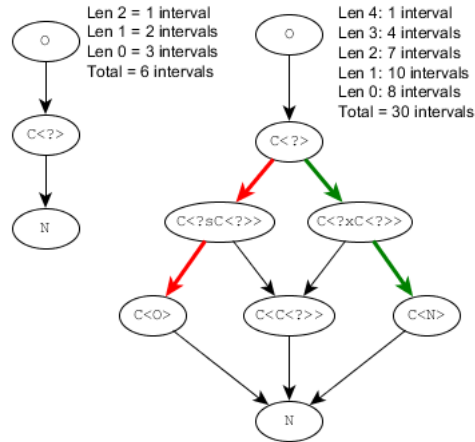 Len 2 = 1 interval
Len 1 = 2 intervals
Len 0 = 3 intervals
Total = 6 intervals
O
C<?>
N
Len 4: 1 interval
Len 3: 4 intervals
Len 2: 7 intervals
Len 1: 10 intervals
Len 0: 8 intervals
Total = 30 intervals
O
C<?>
C<?sC<?>>
C<?xC<?>>
C<O>
C<C<?>>
C<N>
N